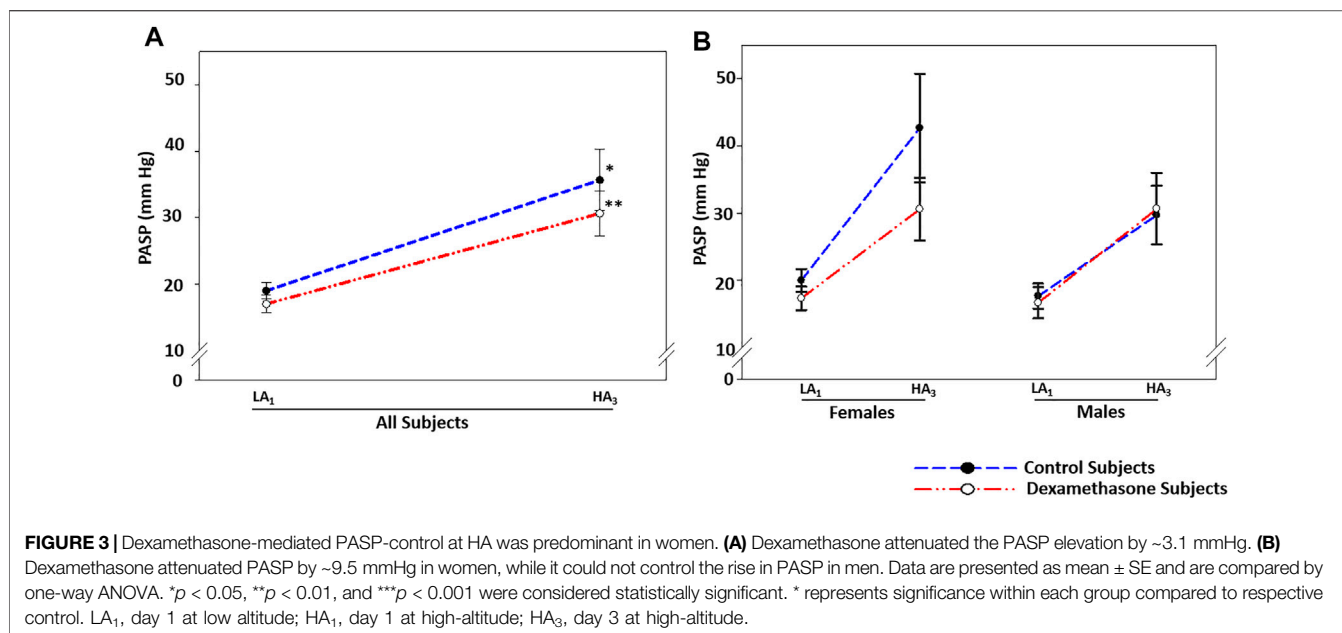 A
PASP (mm Hg)
50
40
30
20
10
0
*
**
LA₁
HA₃
All Subjects
B
PASP (mm Hg)
50
40
30
20
10
0
LA₁
HA₃
LA₁
HA₃
Females
Males
Control Subjects
Dexamethasone Subjects
FIGURE 3 | Dexamethasone-mediated PASP-control at HA was predominant in women. (A) Dexamethasone attenuated the PASP elevation by ~3.1 mmHg. (B)
Dexamethasone attenuated PASP by ~9.5 mmHg in women, while it could not control the rise in PASP in men. Data are presented as mean ± SE and are compared by
one-way ANOVA. *p < 0.05, **p < 0.01, and ***p < 0.001 were considered statistically significant. * represents significance within each group compared to respective
control. LA₁, day 1 at low altitude; HA₁, day 1 at high-altitude; HA₃, day 3 at high-altitude.